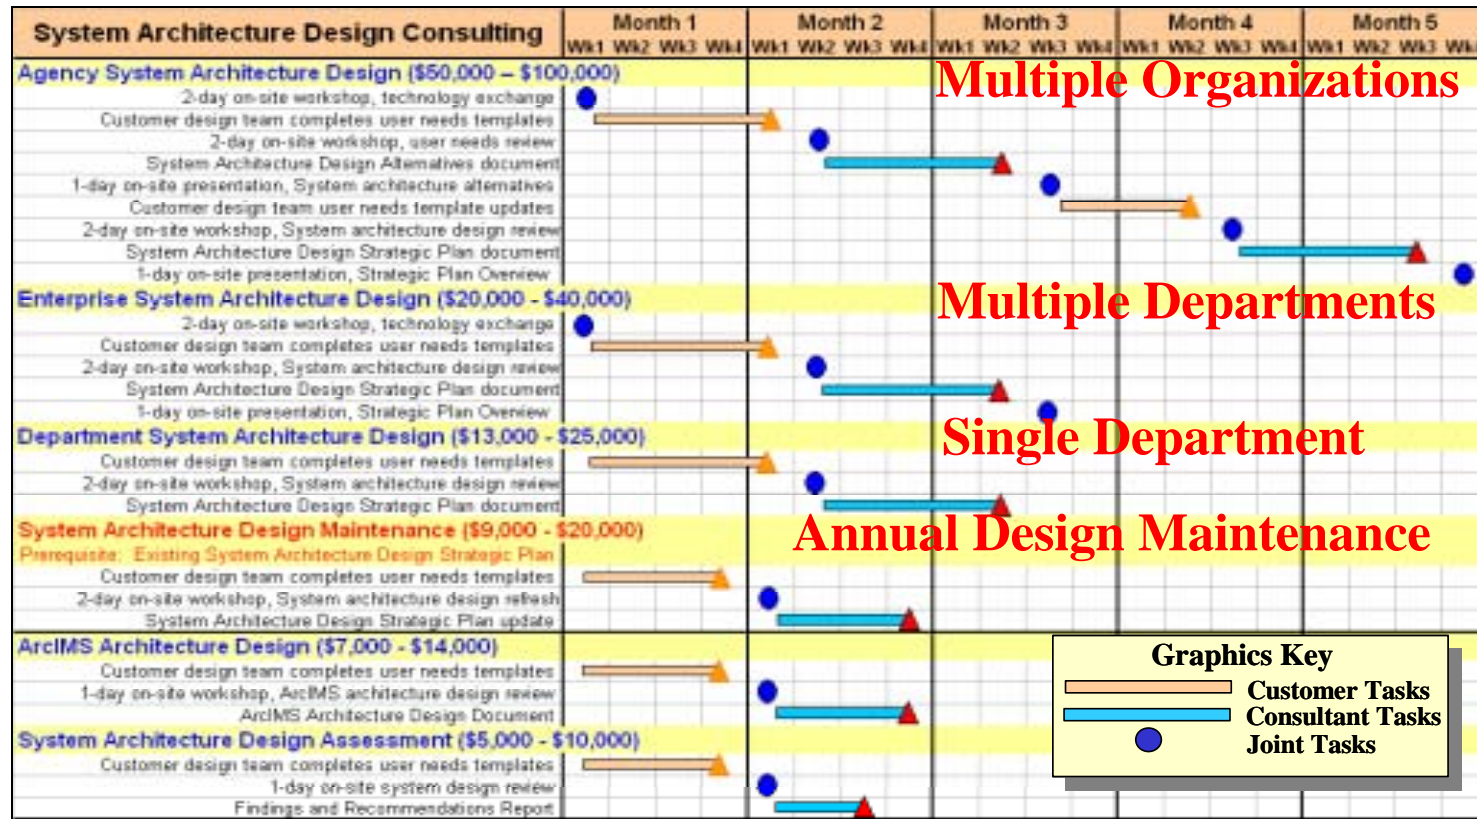 System Architecture Design Consulting
Month 1 Month 2 Month 3 Month 4 Month 5
Wk1 Wk2 Wk3 Wk4 Wk1 Wk2 Wk3 Wk4 Wk1 Wk2 Wk3 Wk4 Wk1 Wk2 Wk3 Wk4 Wk1 Wk2 Wk3 Wk
Agency System Architecture Design ($50,000 – $100,000)
Multiple Organizations
2-day on-site workshop, technology exchange
Customer design team completes user needs templates
2-day on-site workshop, user needs review
System Architecture Design Alternatives document
1-day on-site presentation, System architecture alternatives
Customer design team user needs template updates
2-day on-site workshop, System architecture design review
System Architecture Design Strategic Plan document
1-day on-site presentation, Strategic Plan Overview
Enterprise System Architecture Design ($20,000 - $40,000)
Multiple Departments
2-day on-site workshop, technology exchange
Customer design team completes user needs templates
2-day on-site workshop, System architecture design review
System Architecture Design Strategic Plan document
1-day on-site presentation, Strategic Plan Overview
Department System Architecture Design ($13,000 - $25,000)
Single Department
Customer design team completes user needs templates
2-day on-site workshop, System architecture design review
System Architecture Design Strategic Plan document
System Architecture Design Maintenance ($9,000 - $20,000)
Annual Design Maintenance
Prerequisite: Existing System Architecture Design Strategic Plan
Customer design team completes user needs templates
2-day on-site workshop, System architecture design refresh
System Architecture Design Strategic Plan update
ArcIMS Architecture Design ($7,000 - $14,000)
Customer design team completes user needs templates
1-day on-site workshop, ArcIMS architecture design review
ArcIMS Architecture Design Document
System Architecture Design Assessment ($5,000 - $10,000)
Customer design team completes user needs templates
1-day on-site system design review
Findings and Recommendations Report
Graphics Key
Customer Tasks
Consultant Tasks
Joint Tasks